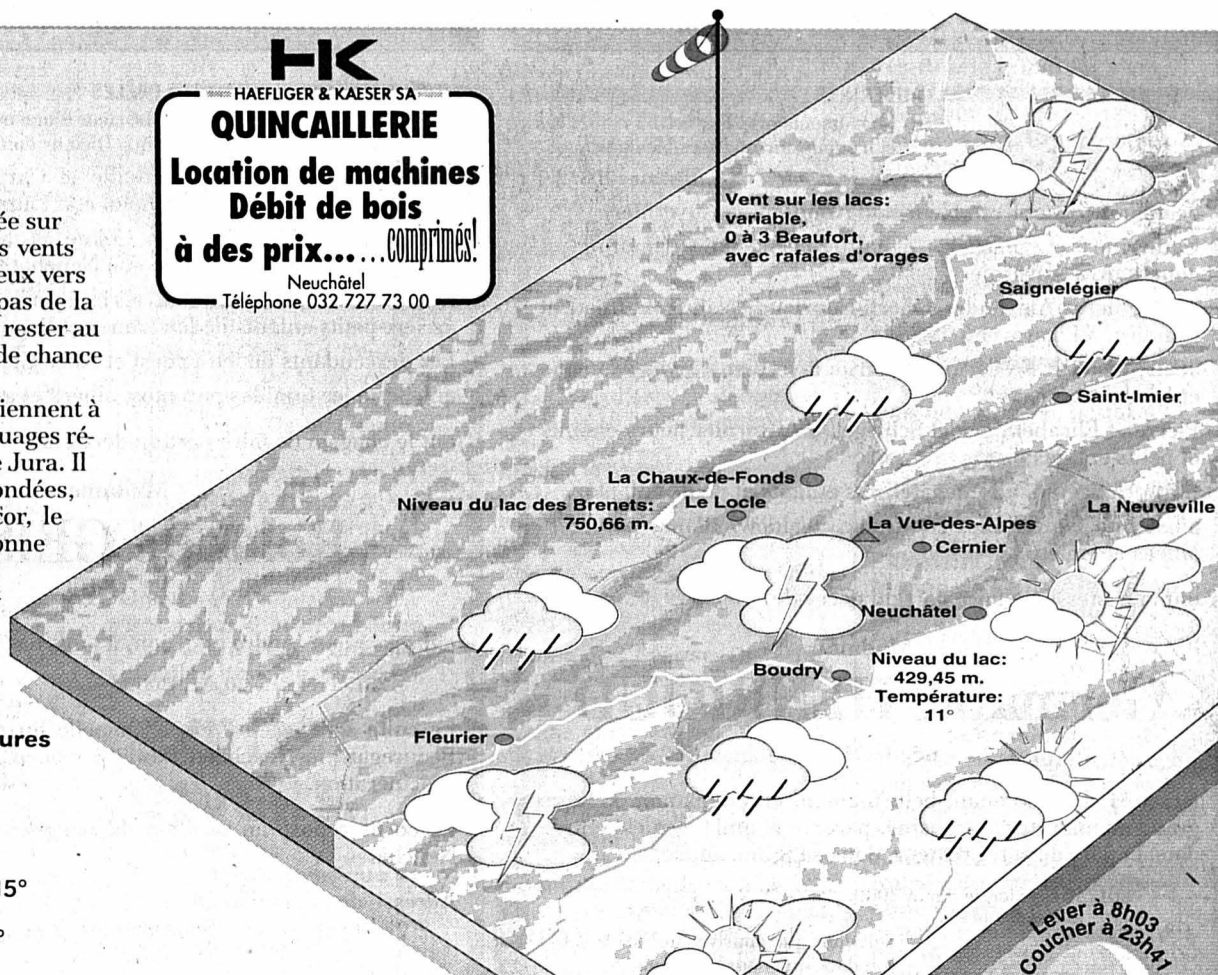 HK
HAEFLIGER & KAESER SA
QUINCAILLERIE
Location de machines
Débit de bois
à des prix... ...comprimés!
Neuchâtel
Téléphone 032 727 73 00
ée sur
s vents
eux vers
pas de la
rester au
de chance
iennent à
uages ré-
e Jura. Il
ondées,
for, le
onne
ures
15°
°
Vent sur les lacs:
variable,
0 à 3 Beaufort,
avec rafales d'orages
Saignelégier
Saint-Imier
La Chaux-de-Fonds
Niveau du lac des Brenets:
750,66 m.
Le Locle
La Vue-des-Alpes
La Neuveville
Cernier
Neuchâtel
Boudry
Niveau du lac:
429,45 m.
Température:
11°
Fleurier
Lever à 8h03
Coucher à 23h41